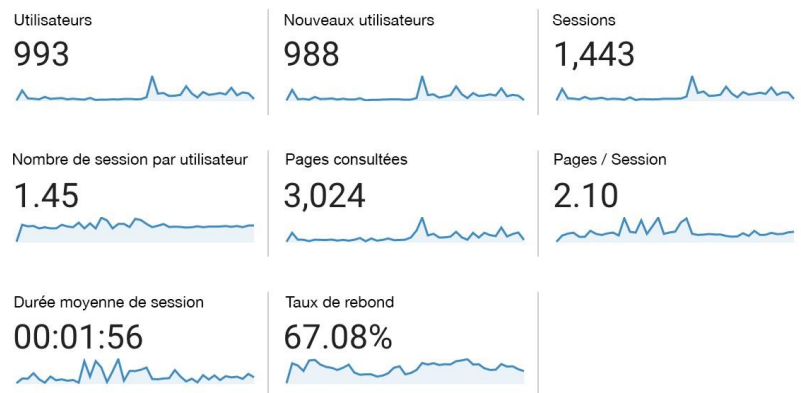 Utilisateurs
993
Nouveaux utilisateurs
988
Sessions
1,443
Nombre de session par utilisateur
1.45
Pages consultées
3,024
Pages / Session
2.10
Durée moyenne de session
00:01:56
Taux de rebond
67.08%